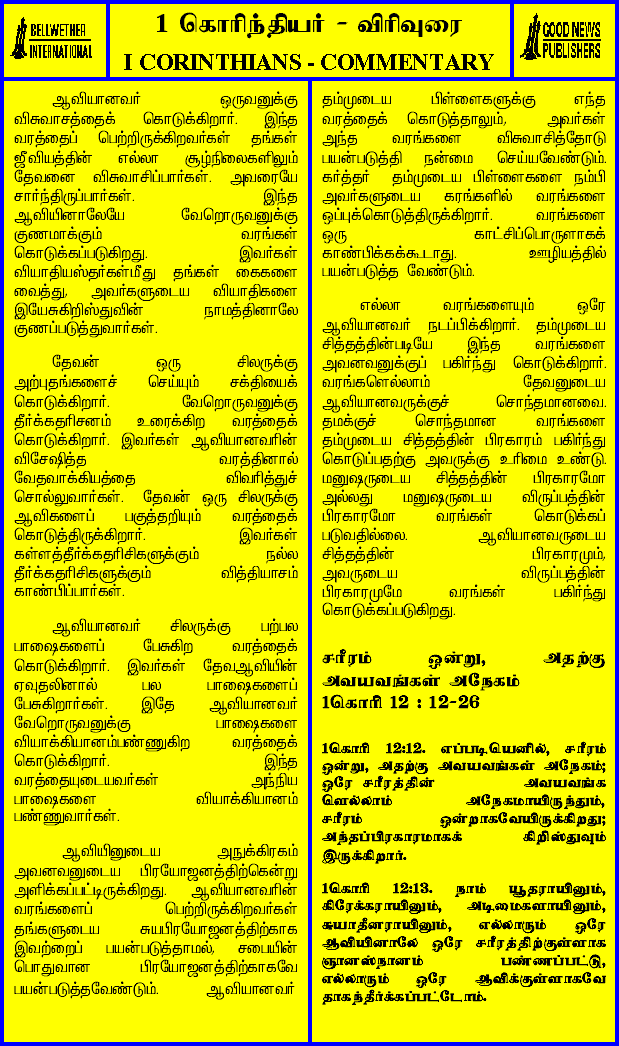 BELLWETHER
INTERNATIONAL
1 கொரிந்தியர் - விரிவுரை
I CORINTHIANS - COMMENTARY
GOOD NEWS
PUBLISHERS
ஆவியானவர் ஒருவனுக்கு
விசுவாசத்தைக் கொடுக்கிறார். இந்த
வரத்தைப் பெற்றிருக்கிறவர்கள் தங்கள்
ஜீவியத்தின் எல்லா சூழ்நிலைகளிலும்
தேவனை விசுவாசிப்பார்கள். அவரையே
சார்ந்திருப்பார்கள். இந்த
ஆவியினாலேயே வேறொருவனுக்கு
குணமாக்கும் வரங்கள்
கொடுக்கப்படுகிறது. இவர்கள்
வியாதியஸ்தர்கள்மீது தங்கள் கைகளை
வைத்து, அவர்களுடைய வியாதிகளை
இயேசுகிறிஸ்துவின் நாமத்தினாலே
குணப்படுத்துவார்கள்.
தேவன் ஒரு சிலருக்கு
அற்புதங்களைச் செய்யும் சக்தியைக்
கொடுக்கிறார். வேறொருவனுக்கு
தீர்க்கதரிசனம் உரைக்கிற வரத்தைக்
கொடுக்கிறார். இவர்கள் ஆவியானவரின்
விசேஷித்த வரத்தினால்
வேதவாக்கியத்தை விவரித்துச்
சொல்லுவார்கள். தேவன் ஒரு சிலருக்கு
ஆவிகளைப் பகுத்தறியும் வரத்தைக்
கொடுத்திருக்கிறார். இவர்கள்
கள்ளத்தீர்க்கதரிசிகளுக்கும் நல்ல
தீர்க்கதரிசிகளுக்கும் வித்தியாசம்
காண்பிப்பார்கள்.
ஆவியானவர் சிலருக்கு பற்பல
பாஷைகளைப் பேசுகிற வரத்தைக்
கொடுக்கிறார். இவர்கள் தேவஆவியின்
ஏவுதலினால் பல பாஷைகளைப்
பேசுகிறார்கள். இதே ஆவியானவர்
வேறொருவனுக்கு பாஷைகளை
வியாக்கியானம்பண்ணுகிற வரத்தைக்
கொடுக்கிறார். இந்த
வரத்தையுடையவர்கள் அந்நிய
பாஷைகளை வியாக்கியானம்
பண்ணுவார்கள்.
ஆவியினுடைய அநுக்கிரகம்
அவனவனுடைய பிரயோஜனத்திற்கென்று
அளிக்கப்பட்டிருக்கிறது. ஆவியானவரின்
வரங்களைப் பெற்றிருக்கிறவர்கள்
தங்களுடைய சுயபிரயோஜனத்திற்காக
இவற்றைப் பயன்படுத்தாமல், சபையின்
பொதுவான பிரயோஜனத்திற்காகவே
பயன்படுத்தவேண்டும். ஆவியானவர்
தம்முடைய பிள்ளைகளுக்கு எந்த
வரத்தைக் கொடுத்தாலும், அவர்கள்
அந்த வரங்களை விசுவாசித்தோடு
பயன்படுத்தி நன்மை செய்யவேண்டும்.
கர்த்தர் தம்முடைய பிள்ளைகளை நம்பி
அவர்களுடைய கரங்களில் வரங்களை
ஒப்புக்கொடுத்திருக்கிறார். வரங்களை
ஒரு காட்சிப்பொருளாகக்
காண்பிக்கக்கூடாது. ஊழியத்தில்
பயன்படுத்த வேண்டும்.
எல்லா வரங்களையும் ஒரே
ஆவியானவர் நடப்பிக்கிறார். தம்முடைய
சித்தத்தின்படியே இந்த வரங்களை
அவனவனுக்குப் பகிர்ந்து கொடுக்கிறார்.
வரங்களெல்லாம் தேவனுடைய
ஆவியானவருக்குச் சொந்தமானவை.
தமக்குச் சொந்தமான வரங்களை
தம்முடைய சித்தத்தின் பிரகாரம் பகிர்ந்து
கொடுப்பதற்கு அவருக்கு உரிமை உண்டு.
மனுஷருடைய சித்தத்தின் பிரகாரமோ
அல்லது மனுஷருடைய விருப்பத்தின்
பிரகாரமோ வரங்கள் கொடுக்கப்
படுவதில்லை. ஆவியானவருடைய
சித்தத்தின் பிரகாரமும்,
அவருடைய விருப்பத்தின்
பிரகாரமுமே வரங்கள் பகிர்ந்து
கொடுக்கப்படுகிறது.
சரீரம் ஒன்று, அதற்கு
அவயவங்கள் அநேகம்
1கொரி 12 : 12-26
1கொரி 12:12. எப்படியெனில், சரீரம்
ஒன்று, அதற்கு அவயவங்கள் அநேகம்;
ஒரே சரீரத்தின் அவயவங்க
ளெல்லாம் அநேகமாயிருந்தும்,
சரீரம் ஒன்றாகவேயிருக்கிறது;
அந்தப்பிரகாரமாகக் கிறிஸ்துவும்
இருக்கிறார்.
1கொரி 12:13. நாம் யூதராயினும்,
கிரேக்கராயினும், அடிமைகளாயினும்,
சுயாதீனராயினும், எல்லாரும் ஒரே
ஆவியினாலே ஒரே சரீரத்திற்குள்ளாக
ஞானஸ்நானம் பண்ணப்பட்டு,
எல்லாரும் ஒரே ஆவிக்குள்ளாகவே
தாகந்தீர்க்கப்பட்டோம்.